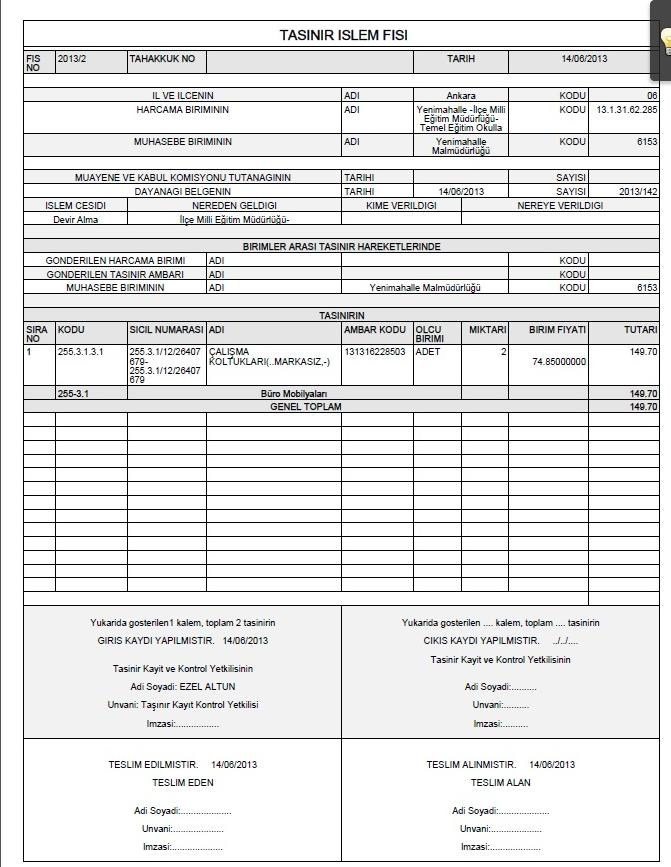 TASINIR ISLEM FISI
FIS NO 2013/2 TAHAKKUK NO TARIH 14/06/2013
IL VE ILCENIN ADI Ankara KODU 06
HARCAMA BIRIMININ ADI Yenimahalle -İlçe Milli Eğitim Müdürlüğü- Temel Eğitim Okulla KODU 13.1.31.62.285
MUHASEBE BIRIMININ ADI Yenimahalle Malmüdürlüğü KODU 6153
MUAYENE VE KABUL KOMISYONU TUTANAGININ TARIHI SAYISI
DAYANAGI BELGENIN TARIHI 14/06/2013 SAYISI 2013/142
ISLEM CESIDI NEREDEN GELDIGI KIME VERILDIGI NEREYE VERILDIGI
Devir Alma İlçe Milli Eğitim Müdürlüğü-
BIRIMLER ARASI TASINIR HAREKETLERINDE
GONDERILEN HARCAMA BIRIMI ADI KODU
GONDERILEN TASINIR AMBARI ADI KODU
MUHASEBE BIRIMININ ADI Yenimahalle Malmüdürlüğü KODU 6153
TASINIRIN
SIRA NO KODU SICIL NUMARASI ADI AMBAR KODU OLCU BIRIMI MIKTARI BIRIM FIYATI TUTARI
1 255.3.1.3.1 255.3.1/12/26407679-255.3.1/12/26407679 ÇALIŞMA KOLTUKLARI(..MARKASIZ,-) 131316228503 ADET 2 74.85000000 149.70
255-3.1 Büro Mobilyaları 149.70
GENEL TOPLAM 149.70
Yukarida gosterilen1 kalem, toplam 2 tasinirin
GIRIS KAYDI YAPILMISTIR. 14/06/2013
Tasinir Kayit ve Kontrol Yetkilisinin
Adi Soyadi: EZEL ALTUN
Unvani: Taşınır Kayıt Kontrol Yetkilisi
Imzasi:.................
Yukarida gosterilen .... kalem, toplam .... tasinirin
CIKIS KAYDI YAPILMISTIR. ../../....
Tasinir Kayit ve Kontrol Yetkilisinin
Adi Soyadi:..........
Unvani:..........
Imzasi:..........
TESLIM EDILMISTIR. 14/06/2013
TESLIM EDEN
Adi Soyadi:....................
Unvani:....................
Imzasi:....................
TESLIM ALINMISTIR. 14/06/2013
TESLIM ALAN
Adi Soyadi:....................
Unvani:....................
Imzasi:....................